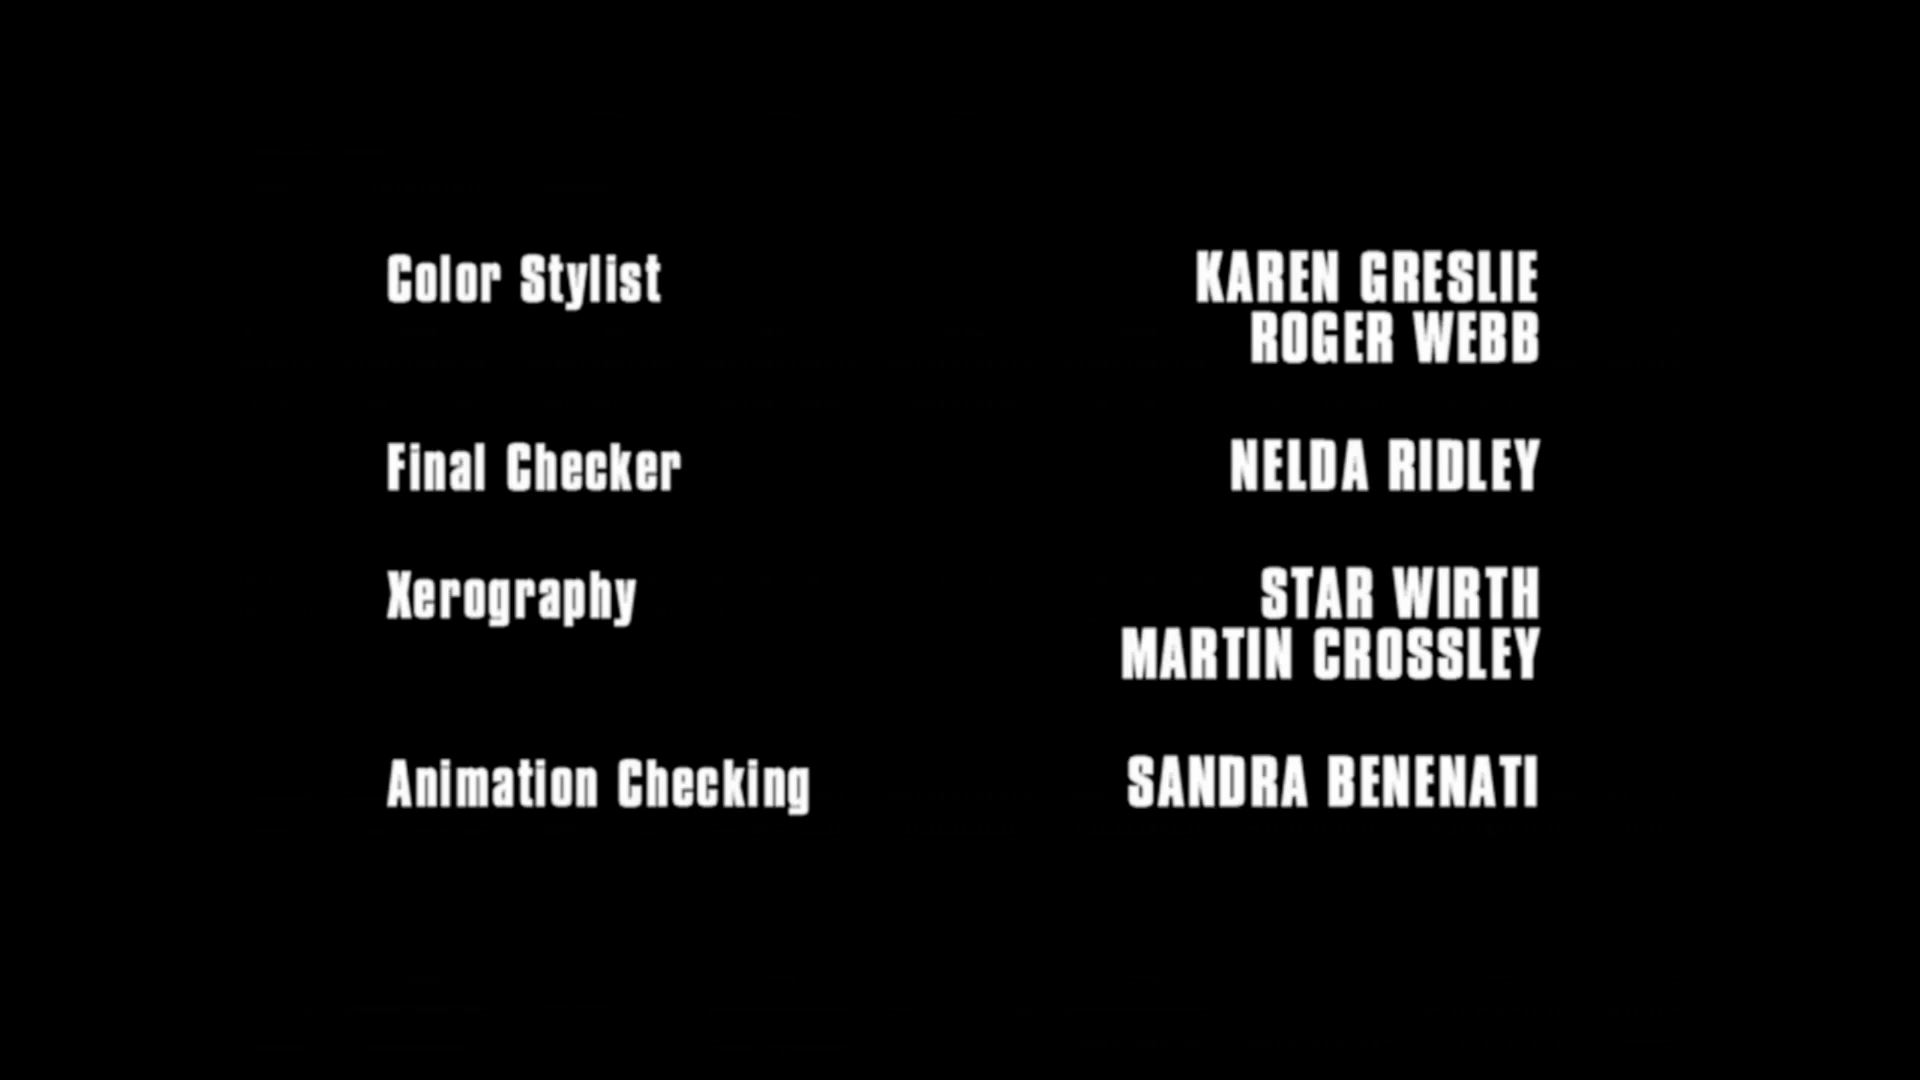 Color Stylist KAREN GRESLIE
ROGER WEBB
Final Checker NELDA RIDLEY
Xerography STAR WIRTH
MARTIN CROSSLEY
Animation Checking SANDRA BENENATI